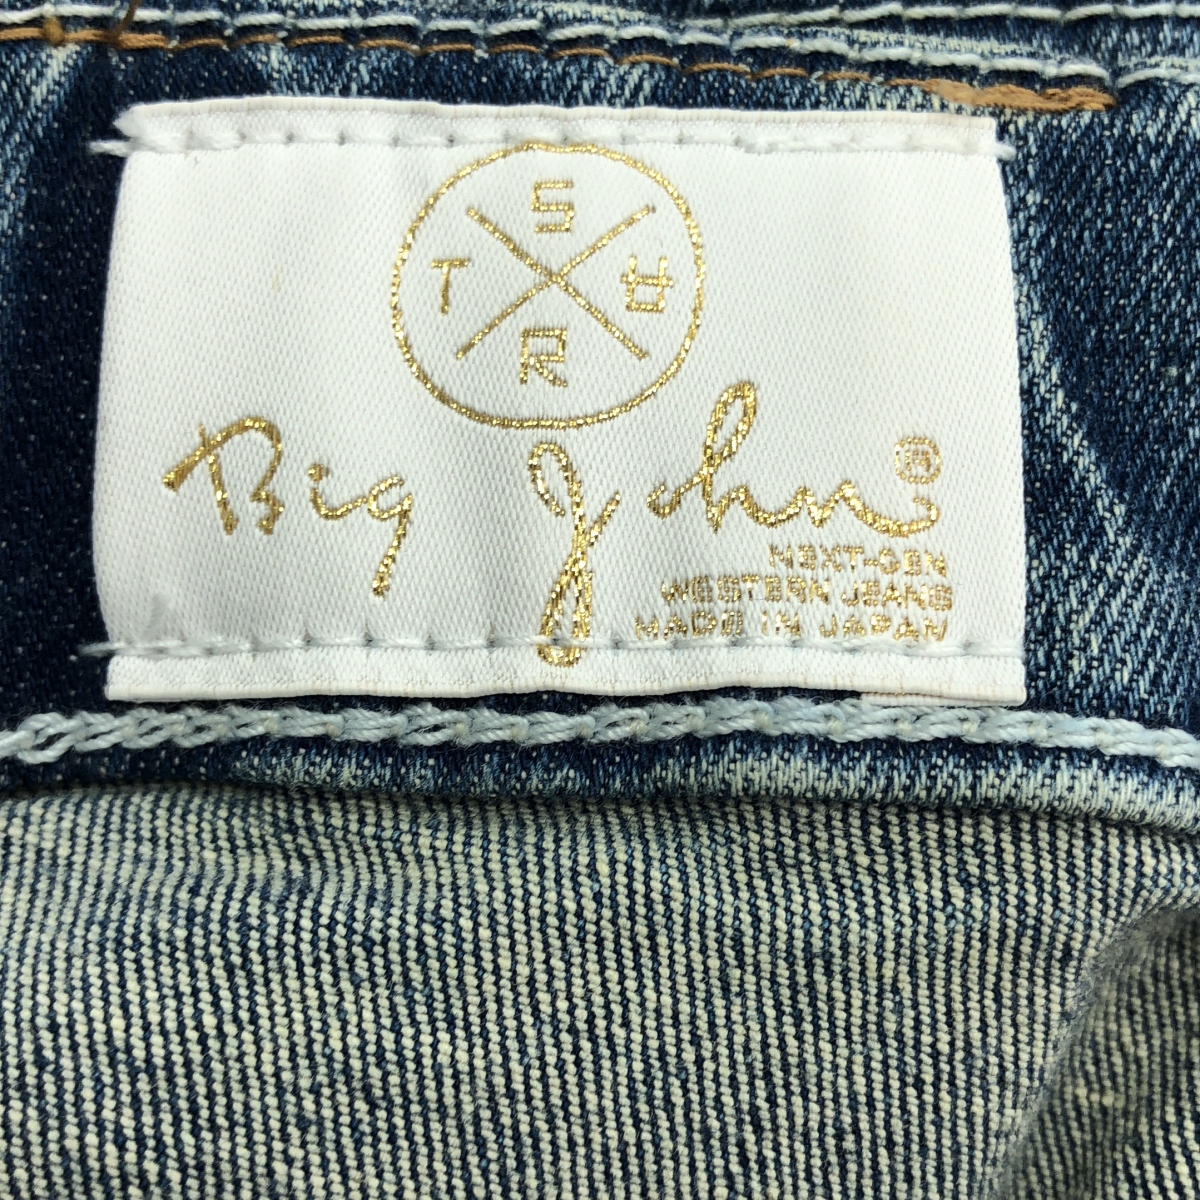 S
T A
R
Big John®
NEXT-GEN
WESTERN JEANS
MADE IN JAPAN